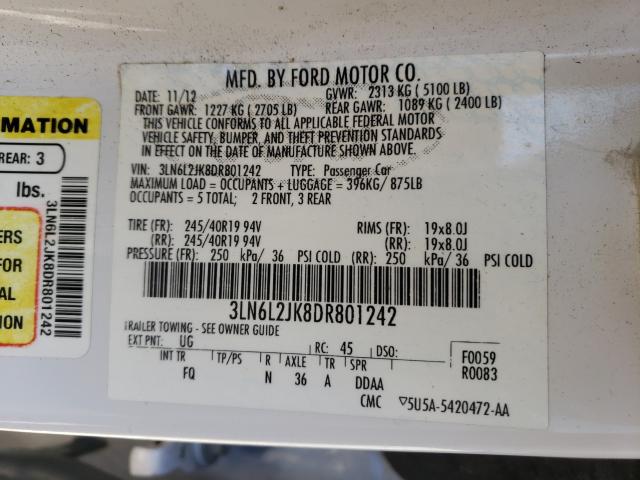 MFD. BY FORD MOTOR CO.
DATE: 11/12 GVWR: 2313 KG ( 5100 LB)
FRONT GAWR: 1227 KG ( 2705 LB) REAR GAWR: 1089 KG ( 2400 LB)
THIS VEHICLE CONFORMS TO ALL APPLICABLE FEDERAL MOTOR
VEHICLE SAFETY, BUMPER, AND THEFT PREVENTION STANDARDS
IN EFFECT ON THE DATE OF MANUFACTURE SHOWN ABOVE.
VIN: 3LN6L2JK8DR801242 TYPE: Passenger Car
MAXIMUM LOAD = OCCUPANTS + LUGGAGE = 396KG/ 875LB
OCCUPANTS = 5 TOTAL; 2 FRONT, 3 REAR
TIRE (FR): 245/40R19 94V RIMS (FR): 19x8.0J
(RR): 245/40R19 94V (RR): 19x8.0J
PRESSURE (FR): 250 kPa/ 36 PSI COLD (RR): 250 kPa/ 36 PSI COLD
3LN6L2JK8DR801242
TRAILER TOWING - SEE OWNER GUIDE
EXT PNT: UG RC: 45 DSO: F0059
INT TR TP/PS R AXLE TR SPR R0083
FQ N 36 A DDAA
CMC 5U5A-5420472-AA
MATION
REAR: 3
lbs.
ERS
FOR
AL
ION
3LN6L2JK8DR801242